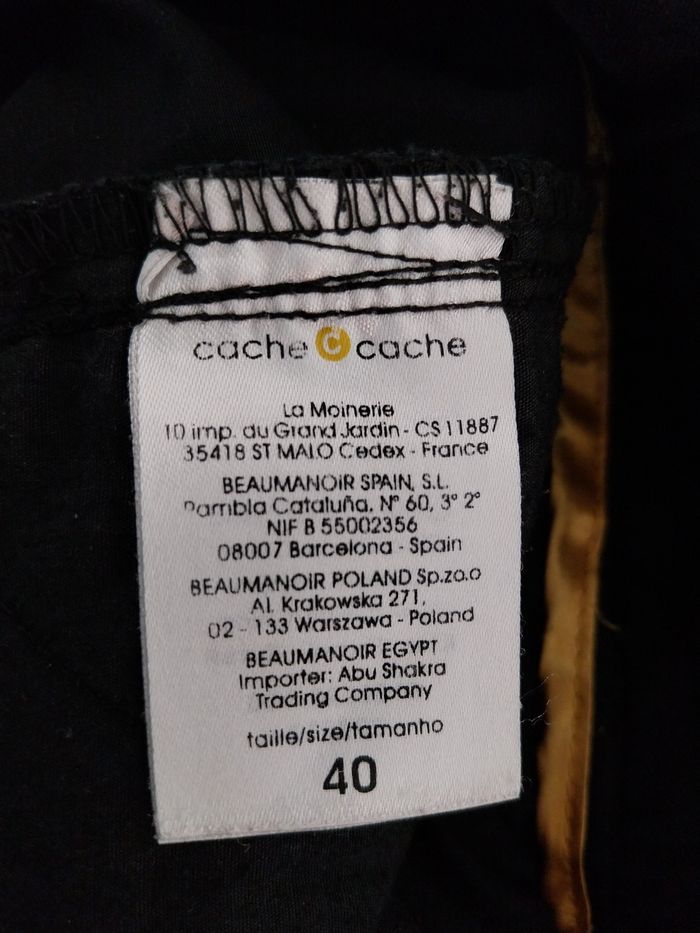 cache c cache
La Moinerie
10 imp. du Grand Jardin - CS 11887
35418 ST MALO Cedex - France
BEAUMANOIR SPAIN, S.L.
Rambla Cataluña, Nº 60, 3º 2ª
NIF B 55002356
08007 Barcelona - Spain
BEAUMANOIR POLAND Sp.zo.o
Al. Krakowska 271,
02 - 133 Warszawa - Poland
BEAUMANOIR EGYPT
Importer: Abu Shakra
Trading Company
taille/size/tamanho
40